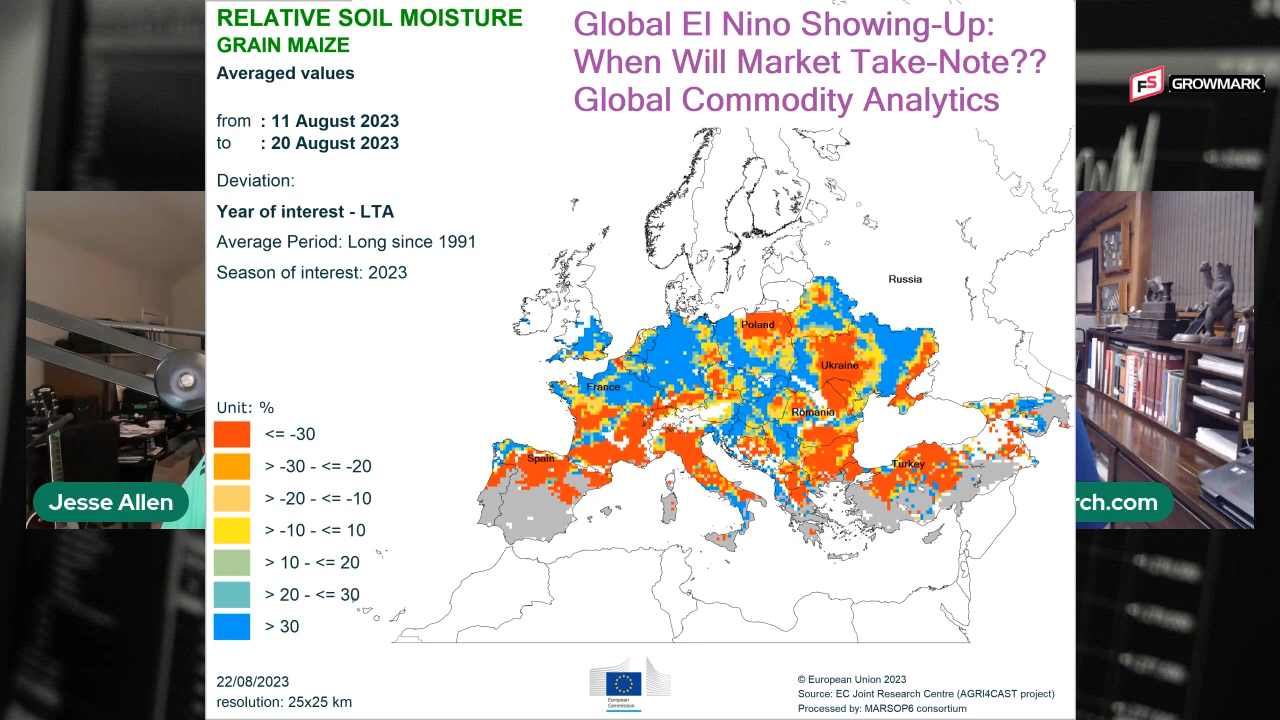 RELATIVE SOIL MOISTURE
GRAIN MAIZE
Averaged values
from : 11 August 2023
to : 20 August 2023
Deviation:
Year of interest - LTA
Average Period: Long since 1991
Season of interest: 2023
Global El Nino Showing-Up:
When Will Market Take-Note??
Global Commodity Analytics
FS GROWMARK
Russia
Poland
Ukraine
France
Romania
Spain
Turkey
Unit: %
<= -30
> -30 - <= -20
> -20 - <= -10
> -10 - <= 10
> 10 - <= 20
> 20 - <= 30
> 30
Jesse Allen
rch.com
22/08/2023
resolution: 25x25 km
European
Commission
© European Union 2023
Source: EC Joint Research Centre (AGRI4CAST project)
Processed by: MARSOP6 consortium